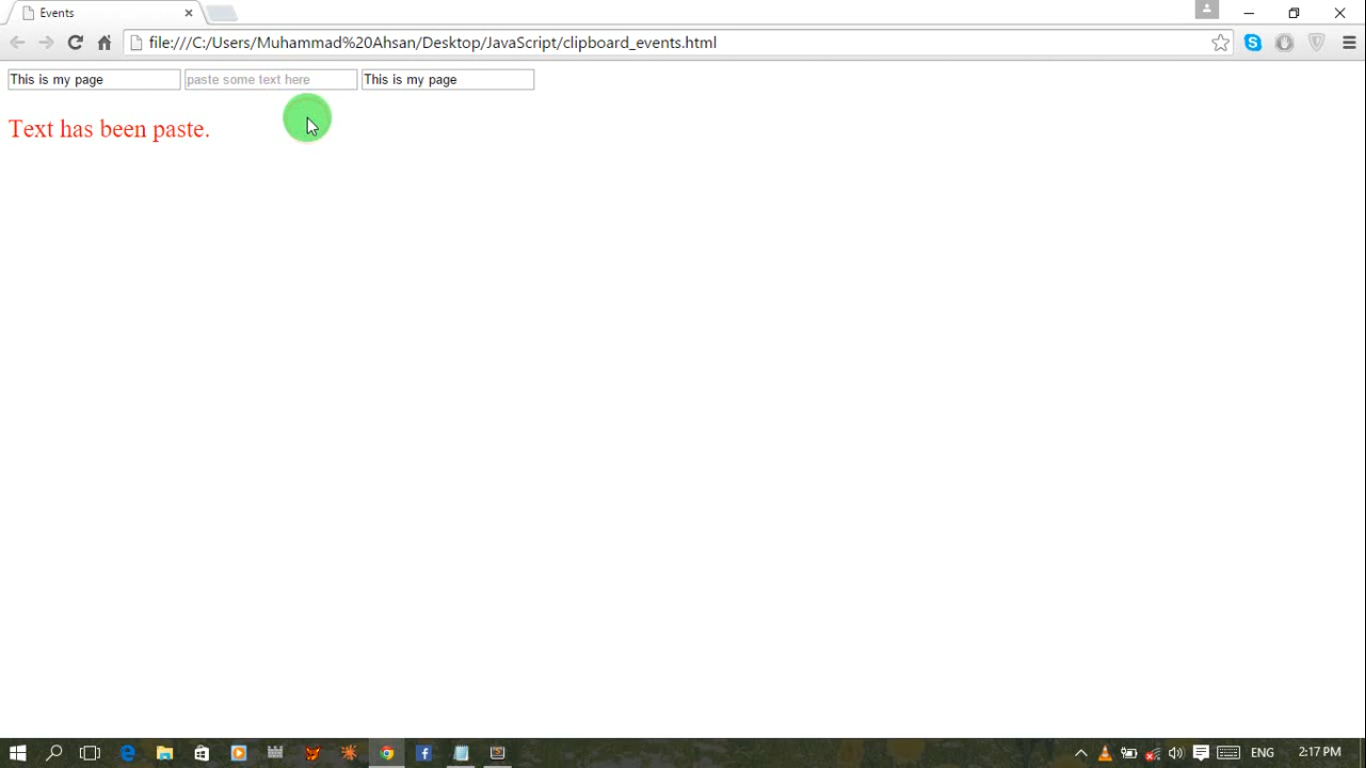 Events
file:///C:/Users/Muhammad%20Ahsan/Desktop/JavaScript/clipboard_events.html
This is my page paste some text here This is my page
Text has been paste.
ENG 2:17 PM